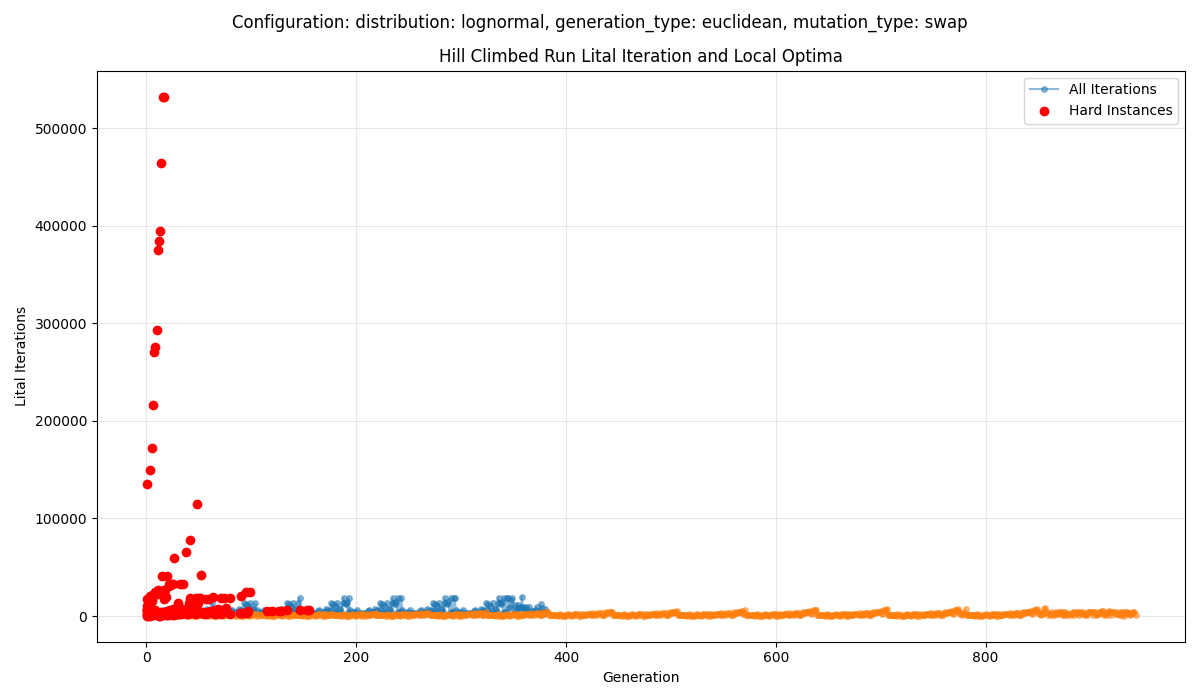 Configuration: distribution: lognormal, generation_type: euclidean, mutation_type: swap
Hill Climbed Run Lital Iteration and Local Optima
All Iterations
Hard Instances
500000
400000
300000
200000
100000
0
Lital Iterations
0 200 400 600 800
Generation